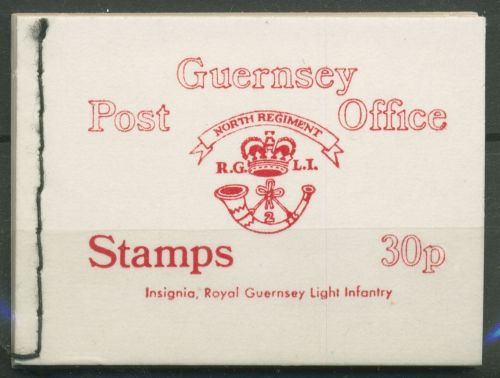 Guernsey
Post Office
NORTH REGIMENT
R.G. L.I.
2
Stamps 30p
Insignia, Royal Guernsey Light Infantry